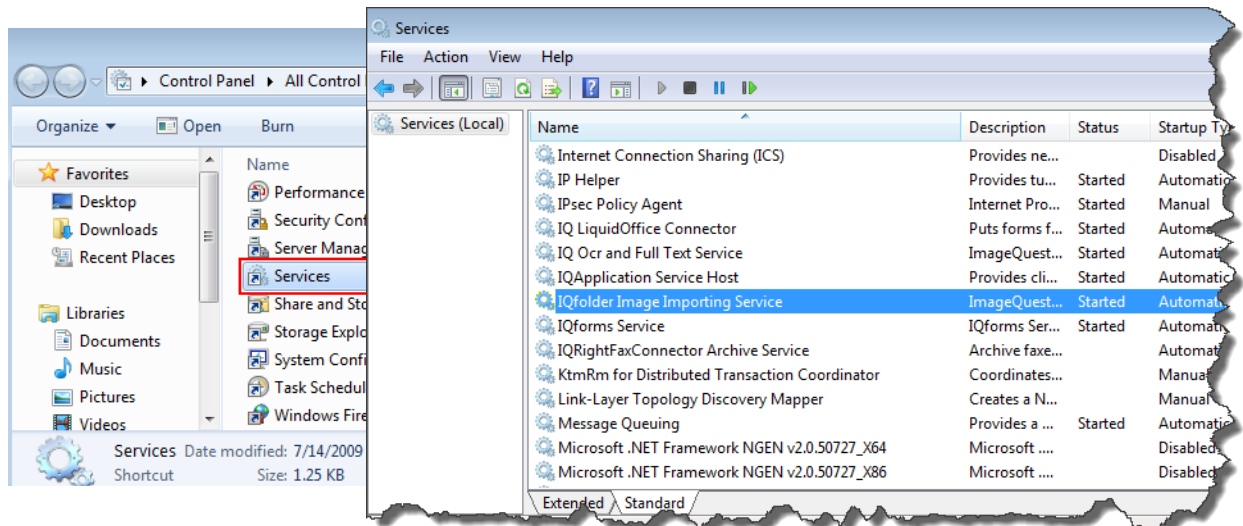 Control Panel All Control
Organize Open Burn
Favorites
Desktop
Downloads
Recent Places
Libraries
Documents
Music
Pictures
Videos
Name
Performance
Security Conf
Server Manag
Services
Share and Sto
Storage Explo
System Confi
Task Schedul
Windows Fire
Services Date modified: 7/14/2009
Shortcut Size: 1.25 KB
Services
File Action View Help
Services (Local)
Name Description Status Startup Ty
Internet Connection Sharing (ICS) Provides ne... Disabled
IP Helper Provides tu... Started Automatic
IPsec Policy Agent Internet Pro... Started Manual
IQ LiquidOffice Connector Puts forms f... Started Automa
IQ Ocr and Full Text Service ImageQuest... Started Automat
IQApplication Service Host Provides cli... Started Automatic
IQfolder Image Importing Service ImageQuest... Started Automat
IQforms Service IQforms Ser... Started Automati
IQRightFaxConnector Archive Service Archive faxe... Automat
KtmRm for Distributed Transaction Coordinator Coordinates... Manual
Link-Layer Topology Discovery Mapper Creates a N... Manual
Message Queuing Provides a ... Started Automatic
Microsoft .NET Framework NGEN v2.0.50727_X64 Microsoft .... Disabled
Microsoft .NET Framework NGEN v2.0.50727_X86 Microsoft .... Disabled
Extended Standard